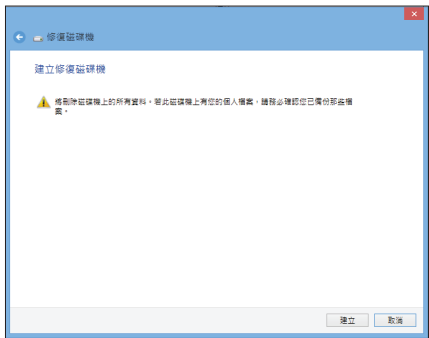 修復磁碟機
建立修復磁碟機
將刪除磁碟機上的所有資料。若此磁碟機上有您的個人檔案，請務必確認您已備份那些檔
案。
建立
取消